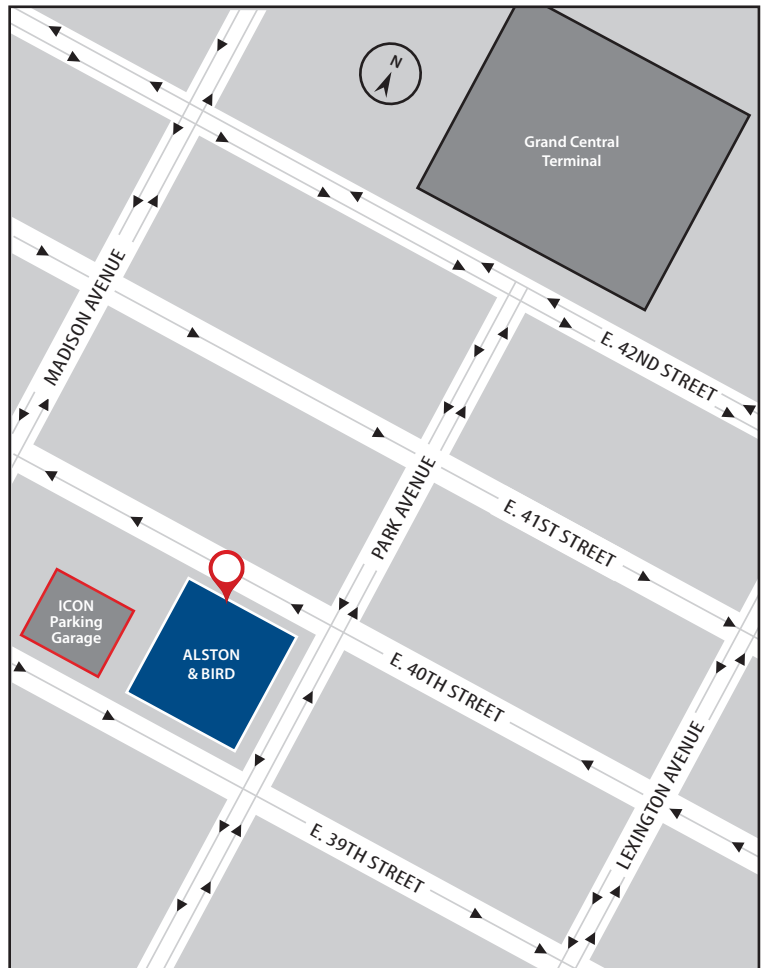 N
Grand Central
Terminal
MADISON AVENUE
E. 42ND STREET
PARK AVENUE
E. 41ST STREET
ICON
Parking
Garage
ALSTON
& BIRD
E. 40TH STREET
LEXINGTON AVENUE
E. 39TH STREET